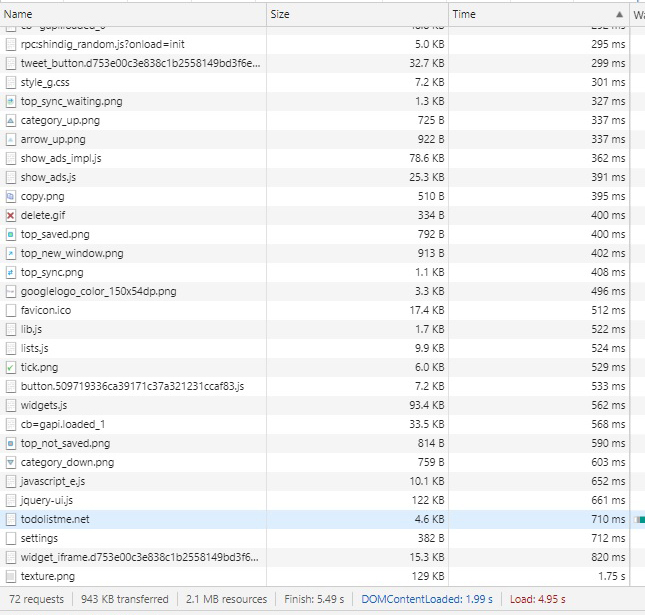 Name Size Time Wa
rpc:shindig_random.js?onload=init 5.0 KB 295 ms
tweet_button.d753e00c3e838c1b2558149bd3f6e... 32.7 KB 299 ms
style_g.css 7.2 KB 301 ms
top_sync_waiting.png 1.3 KB 327 ms
category_up.png 725 B 337 ms
arrow_up.png 922 B 337 ms
show_ads_impl.js 78.6 KB 362 ms
show_ads.js 25.3 KB 391 ms
copy.png 510 B 395 ms
delete.gif 334 B 400 ms
top_saved.png 792 B 400 ms
top_new_window.png 913 B 402 ms
top_sync.png 1.1 KB 408 ms
googlelogo_color_150x54dp.png 3.3 KB 496 ms
favicon.ico 17.4 KB 512 ms
lib.js 1.7 KB 522 ms
lists.js 9.9 KB 524 ms
tick.png 6.0 KB 529 ms
button.509719336ca39171c37a321231ccaf83.js 7.2 KB 533 ms
widgets.js 93.4 KB 562 ms
cb=gapi.loaded_1 33.5 KB 568 ms
top_not_saved.png 814 B 590 ms
category_down.png 759 B 603 ms
javascript_e.js 10.1 KB 652 ms
jquery-ui.js 122 KB 661 ms
todolistme.net 4.6 KB 710 ms
settings 382 B 712 ms
widget_iframe.d753e00c3e838c1b2558149bd3f6... 15.3 KB 820 ms
texture.png 129 KB 1.75 s
72 requests 943 KB transferred 2.1 MB resources Finish: 5.49 s DOMContentLoaded: 1.99 s Load: 4.95 s